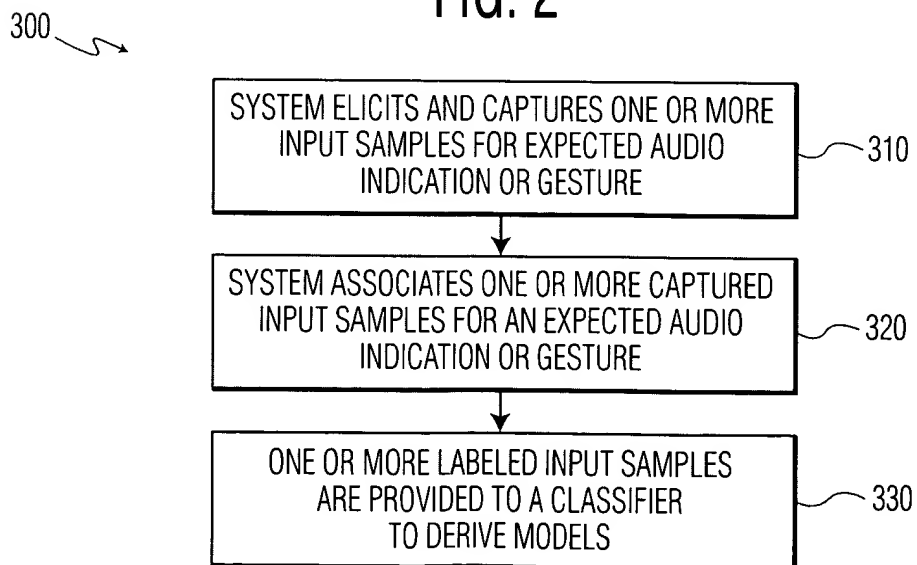 FIG. 2
300
SYSTEM ELICITS AND CAPTURES ONE OR MORE
INPUT SAMPLES FOR EXPECTED AUDIO
INDICATION OR GESTURE
310
SYSTEM ASSOCIATES ONE OR MORE CAPTURED
INPUT SAMPLES FOR AN EXPECTED AUDIO
INDICATION OR GESTURE
320
ONE OR MORE LABELED INPUT SAMPLES
ARE PROVIDED TO A CLASSIFIER
TO DERIVE MODELS
330